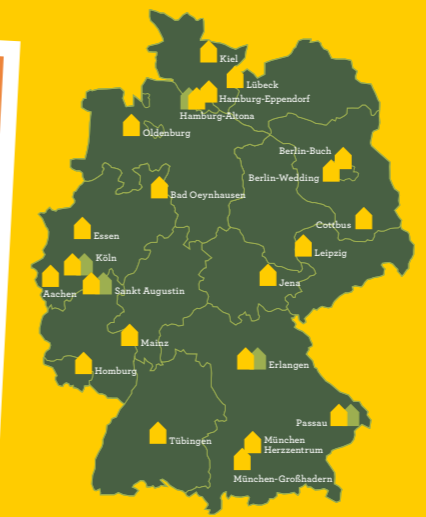 Kiel
Lübeck
Hamburg-Eppendorf
Hamburg-Altona
Oldenburg
Berlin-Buch
Berlin-Wedding
Bad Oeynhausen
Cottbus
Essen
Leipzig
Köln
Jena
Aachen
Sankt Augustin
Mainz
Erlangen
Homburg
Passau
Tübingen
München
Herzzentrum
München-Großhadern